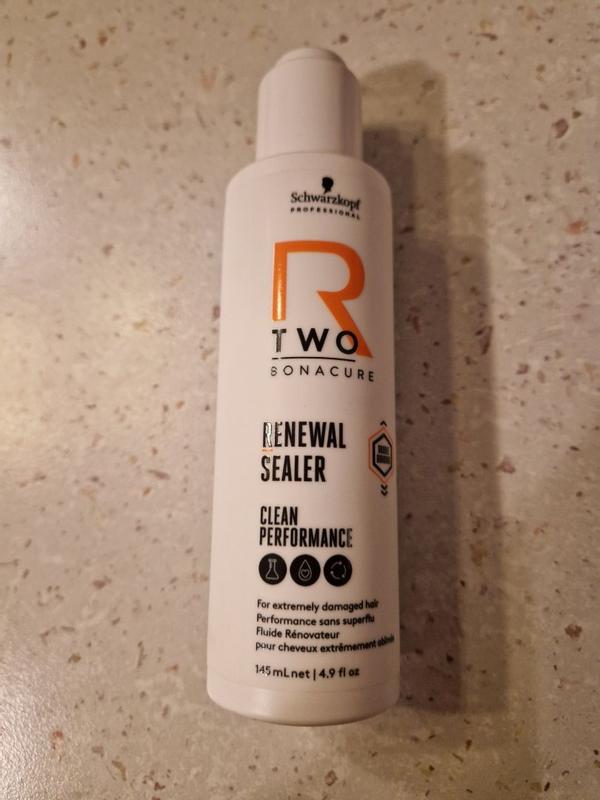 Schwarzkopf
PROFESSIONAL
R
TWO
BONACURE
RENEWAL
SEALER
CLEAN
PERFORMANCE
For extremely damaged hair
Performance sans superflu
Fluide Rénovateur
pour cheveux extrêmement
145 mL net | 4.9 fl oz